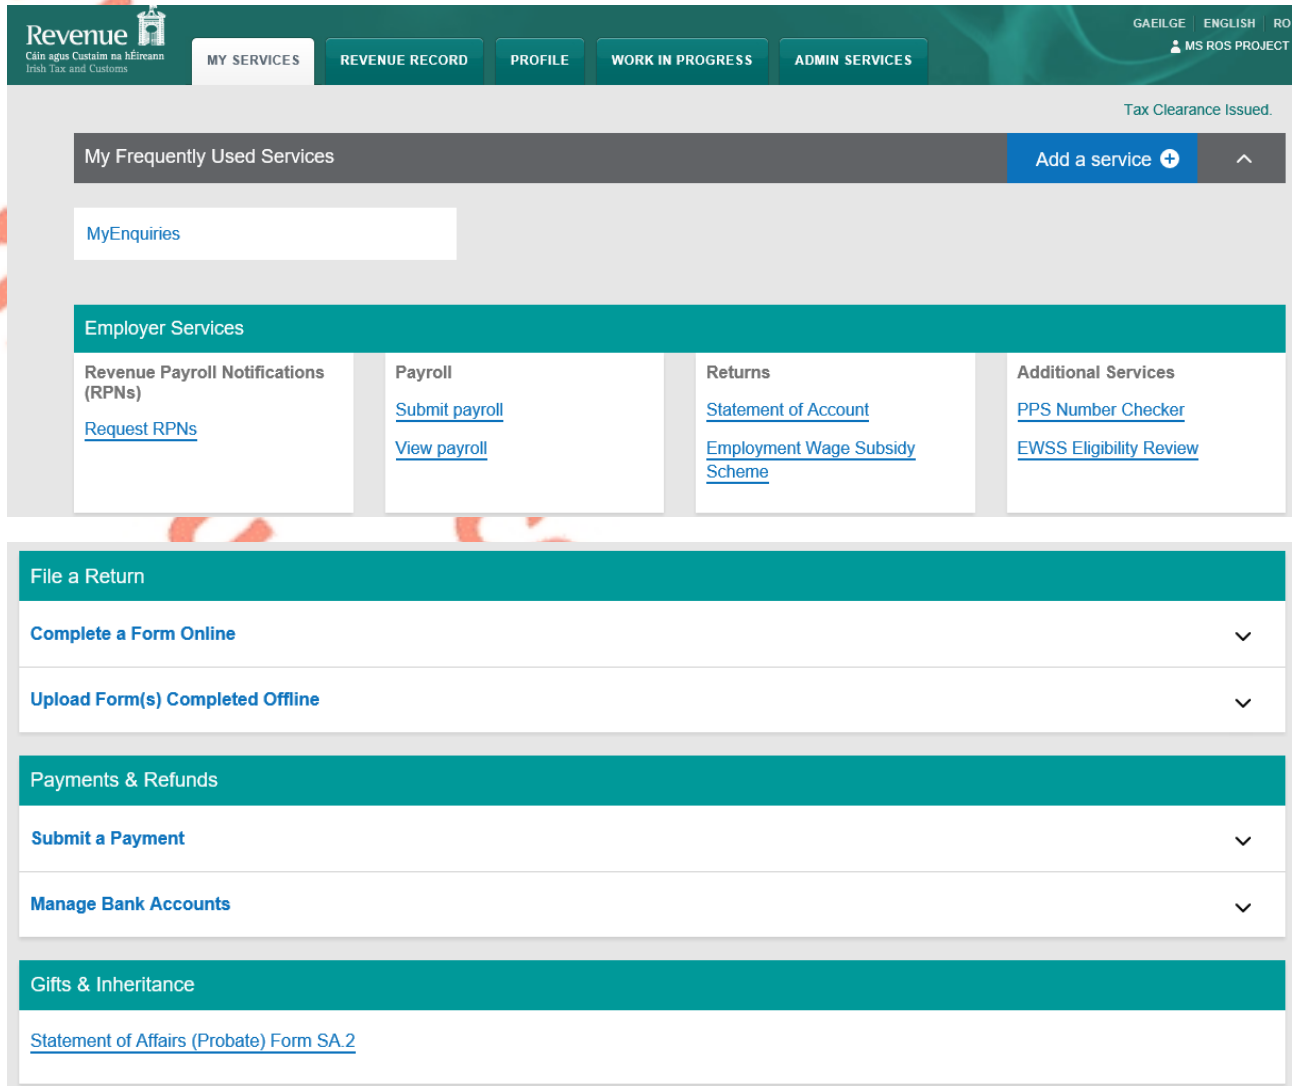 Revenue
Cáin agus Custaim na hÉireann
Irish Tax and Customs
MY SERVICES
REVENUE RECORD
PROFILE
WORK IN PROGRESS
ADMIN SERVICES
GAEILGE ENGLISH RO
MS ROS PROJECT
Tax Clearance Issued.
My Frequently Used Services
Add a service
MyEnquiries
Employer Services
Revenue Payroll Notifications
(RPNs)
Request RPNs
Payroll
Submit payroll
View payroll
Returns
Statement of Account
Employment Wage Subsidy
Scheme
Additional Services
PPS Number Checker
EWSS Eligibility Review
File a Return
Complete a Form Online
Upload Form(s) Completed Offline
Payments & Refunds
Submit a Payment
Manage Bank Accounts
Gifts & Inheritance
Statement of Affairs (Probate) Form SA.2